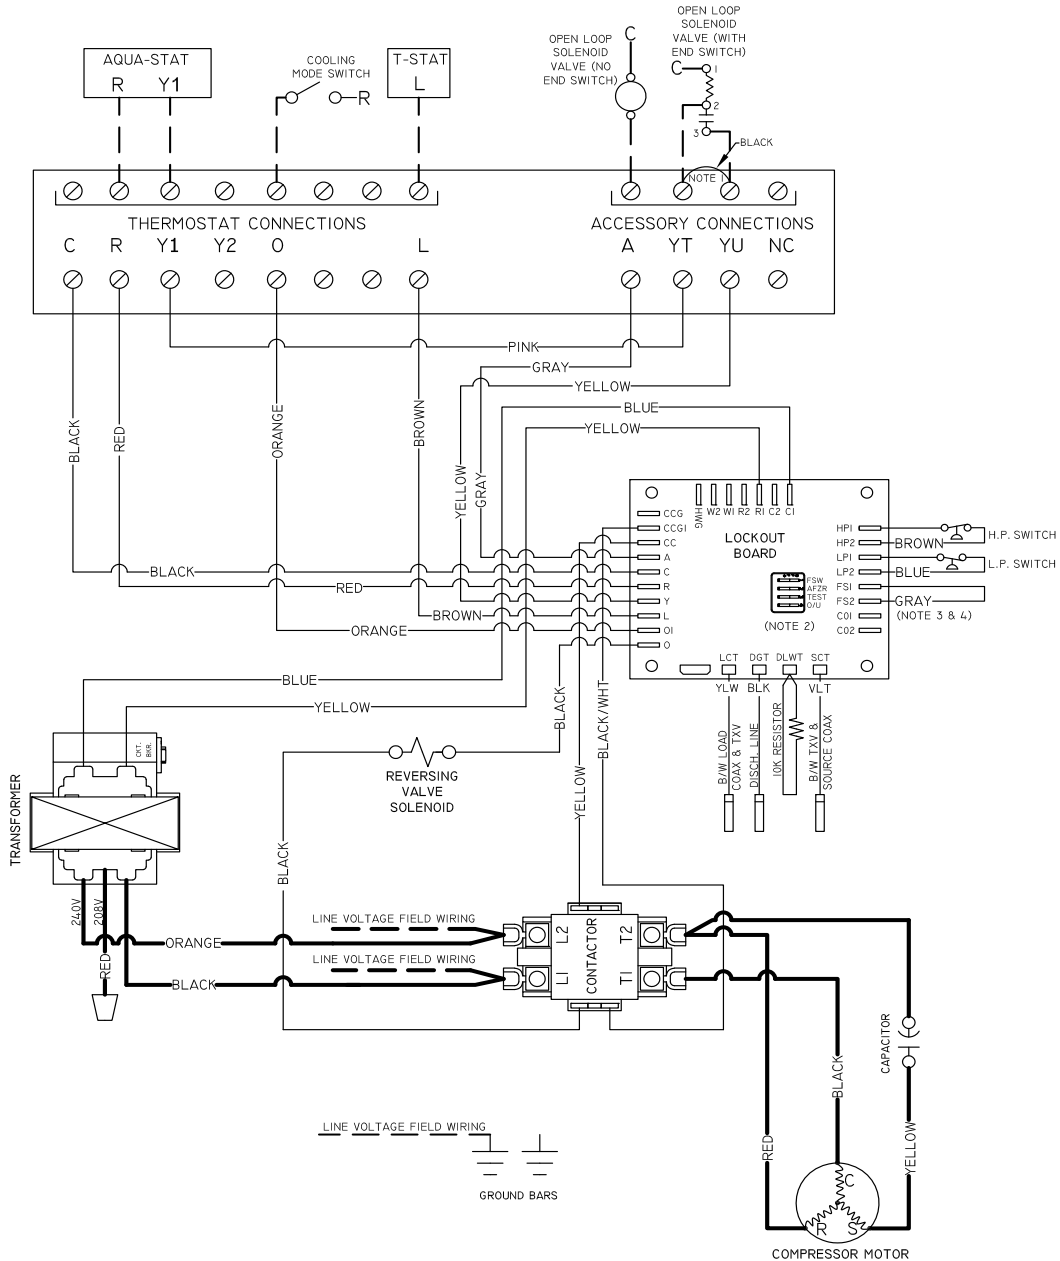 OPEN LOOP
SOLENOID
VALVE (WITH
END SWITCH)
OPEN LOOP
SOLENOID
VALVE (NO
END SWITCH)
C
C
1
2
3
BLACK
NOTE 1
AQUA-STAT
R Y1
COOLING
MODE SWITCH
R
T-STAT
L
THERMOSTAT CONNECTIONS
ACCESSORY CONNECTIONS
C R Y1 Y2 O L
A YT YU NC
PINK
GRAY
YELLOW
BLUE
YELLOW
BLACK
RED
ORANGE
BROWN
YELLOW
GRAY
HWG W2 W1 R2 R1 C2 C1
CCG
CCG1
CC
A
C
R
Y
L
O1
O
LOCKOUT
BOARD
HP1
HP2
LP1
LP2
FS1
FS2
CO1
CO2
FSW
AFZR
TEST
O/U
(NOTE 2)
H.P. SWITCH
BROWN
L.P. SWITCH
BLUE
GRAY
(NOTE 3 & 4)
BLACK
RED
BROWN
ORANGE
LCT DGT DLWT SCT
YLW BLK VLT
B/W LOAD
COAX & TXV
DISCH. LINE
10K RESISTOR
B/W TXV &
SOURCE COAX
BLUE
YELLOW
BLACK
BLACK/WHT
YELLOW
REVERSING
VALVE
SOLENOID
BLACK
CKT.
BKR.
TRANSFORMER
240V
208V
RED
ORANGE
BLACK
LINE VOLTAGE FIELD WIRING
LINE VOLTAGE FIELD WIRING
L2
L1
CONTACTOR
T2
T1
CAPACITOR
BLACK
RED
YELLOW
C
R S
COMPRESSOR MOTOR
LINE VOLTAGE FIELD WIRING
GROUND BARS